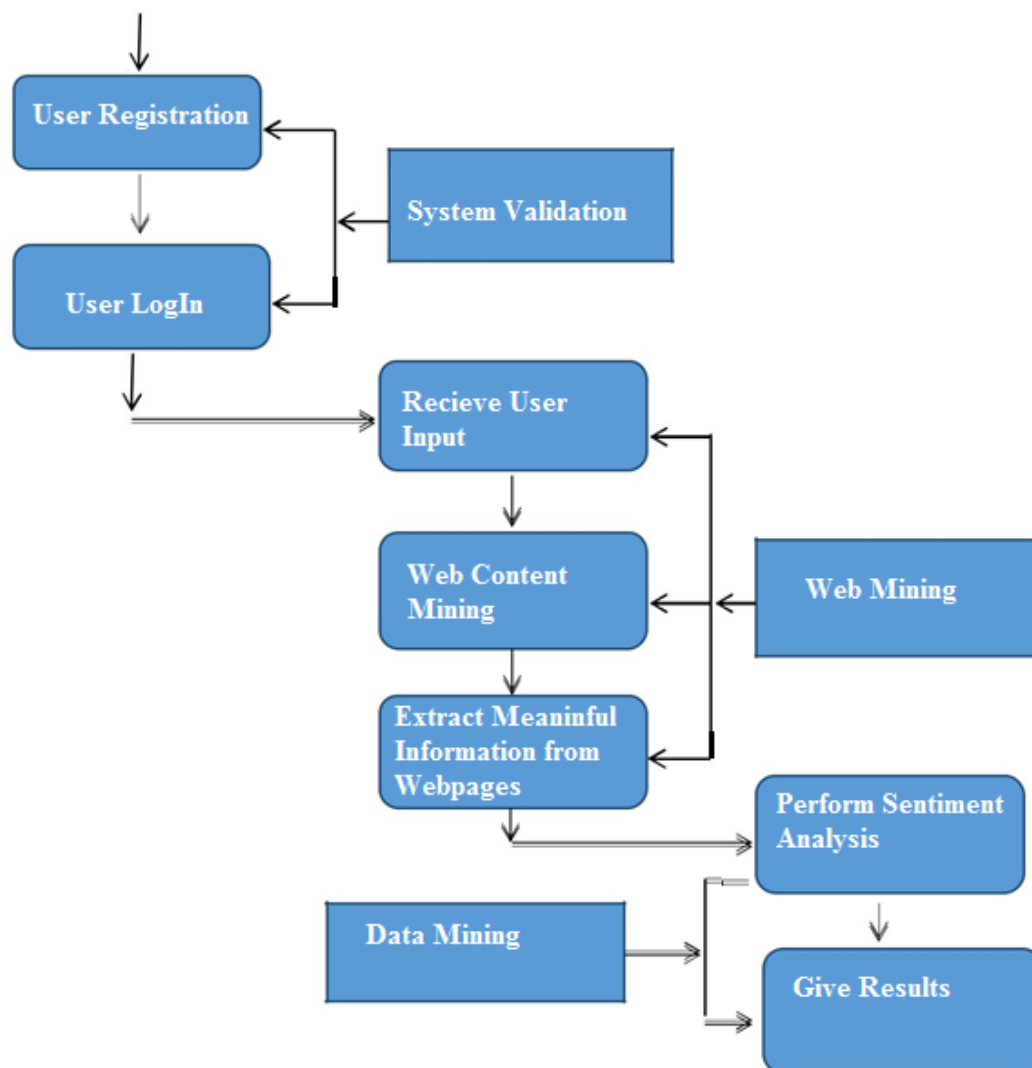 User Registration
System Validation
User LogIn
Recieve User
Input
Web Content
Mining
Web Mining
Extract Meaninful
Information from
Webpages
Perform Sentiment
Analysis
Data Mining
Give Results